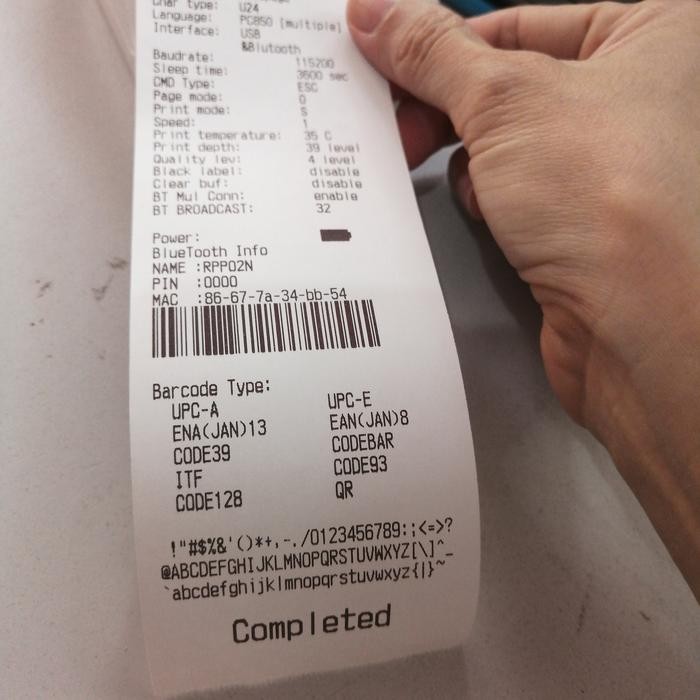 Char type: U24
Language: PC850 [multiple]
Interface: USB
&Blutooth
Baudrate: 115200
Sleep time: 3600 sec
CMD Type: ESC
Page mode: 0
Print mode: S
Speed: 1
Print temperature: 35 C
Print depth: 39 level
Quality lev: 4 level
Black label: disable
Clear buf: disable
BT Mul Conn: enable
BT BROADCAST: 32
Power:
BlueTooth Info
NAME :RPP02N
PIN :0000
MAC :86-67-7a-34-bb-54
Barcode Type:
UPC-A UPC-E
ENA(JAN)13 EAN(JAN)8
CODE39 CODEBAR
ITF CODE93
CODE128 QR
!"#$%&'()*+,-./0123456789:;<=>?
@ABCDEFGHIJKLMNOPQRSTUVWXYZ[\]^_
`abcdefghijklmnopqrstuvwxyz{|}~
Completed